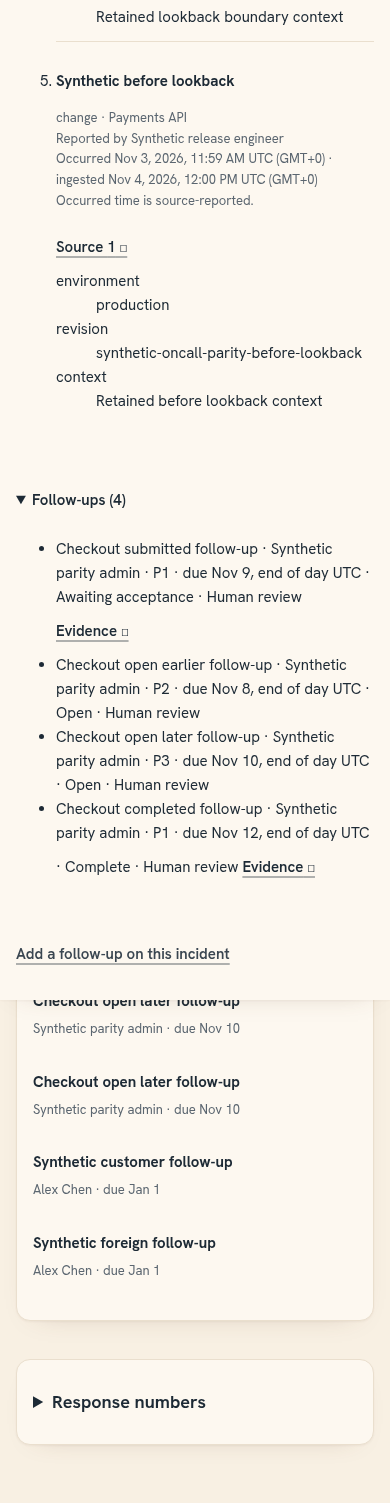 Retained lookback boundary context
5. Synthetic before lookback
change · Payments API
Reported by Synthetic release engineer
Occurred Nov 3, 2026, 11:59 AM UTC (GMT+0) ·
ingested Nov 4, 2026, 12:00 PM UTC (GMT+0)
Occurred time is source-reported.
Source 1
environment
production
revision
synthetic-oncall-parity-before-lookback
context
Retained before lookback context
Follow-ups (4)
Checkout submitted follow-up · Synthetic
parity admin · P1 · due Nov 9, end of day UTC ·
Awaiting acceptance · Human review
Evidence
Checkout open earlier follow-up · Synthetic
parity admin · P2 · due Nov 8, end of day UTC ·
Open · Human review
Checkout open later follow-up · Synthetic
parity admin · P3 · due Nov 10, end of day UTC
· Open · Human review
Checkout completed follow-up · Synthetic
parity admin · P1 · due Nov 12, end of day UTC
· Complete · Human review Evidence
Add a follow-up on this incident
Checkout open later follow-up
Synthetic parity admin · due Nov 10
Checkout open later follow-up
Synthetic parity admin · due Nov 10
Synthetic customer follow-up
Alex Chen · due Jan 1
Synthetic foreign follow-up
Alex Chen · due Jan 1
Response numbers